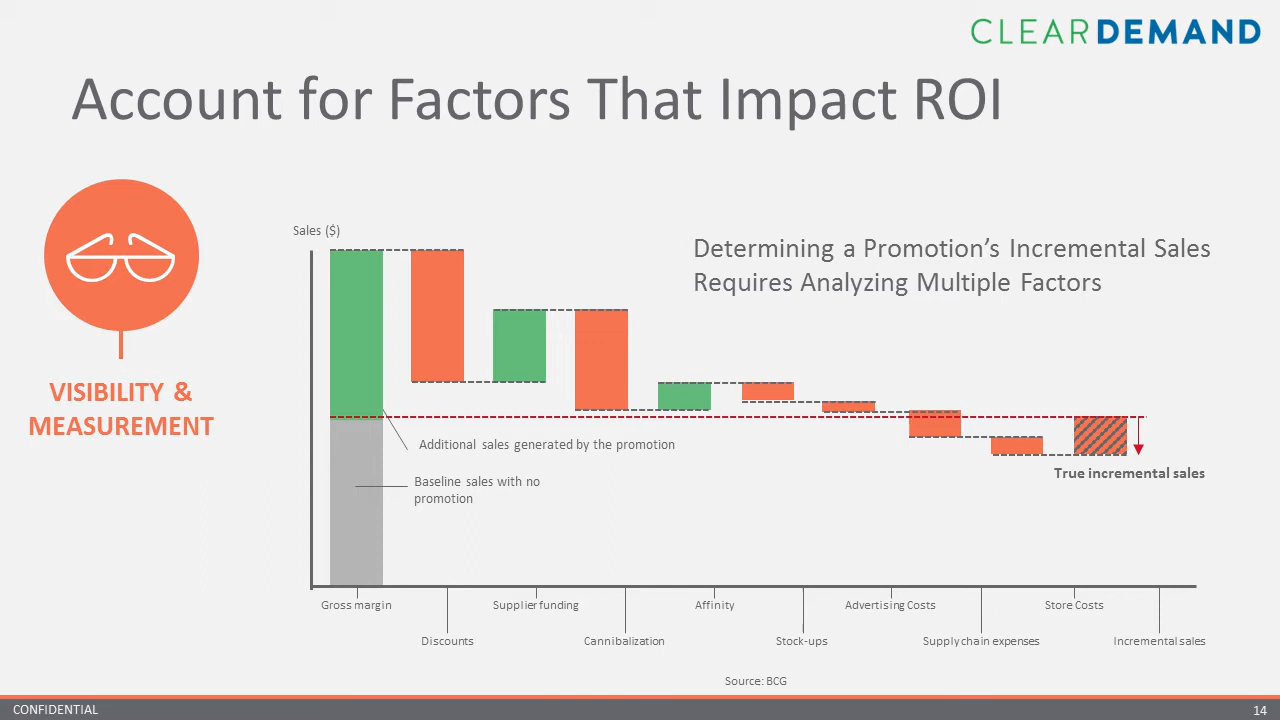 CLEARDEMAND
Account for Factors That Impact ROI
Sales ($)
Determining a Promotion's Incremental Sales
Requires Analyzing Multiple Factors
VISIBILITY &
MEASUREMENT
Additional sales generated by the promotion
Baseline sales with no
promotion
True incremental sales
Gross margin
Supplier funding
Affinity
Advertising Costs
Store Costs
Discounts
Cannibalization
Stock-ups
Supply chain expenses
Incremental sales
Source: BCG
CONFIDENTIAL
14